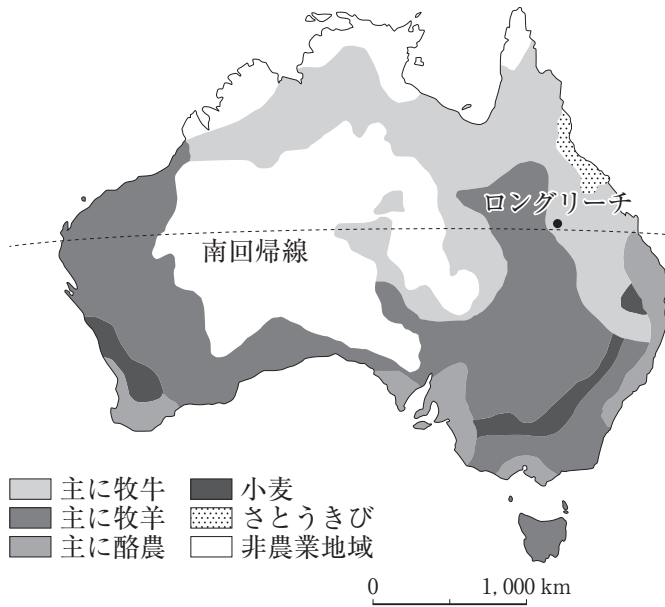 ロングリーチ
南回帰線
主に牧牛
主に牧羊
主に酪農
小麦
さとうきび
非農業地域
0 1,000 km